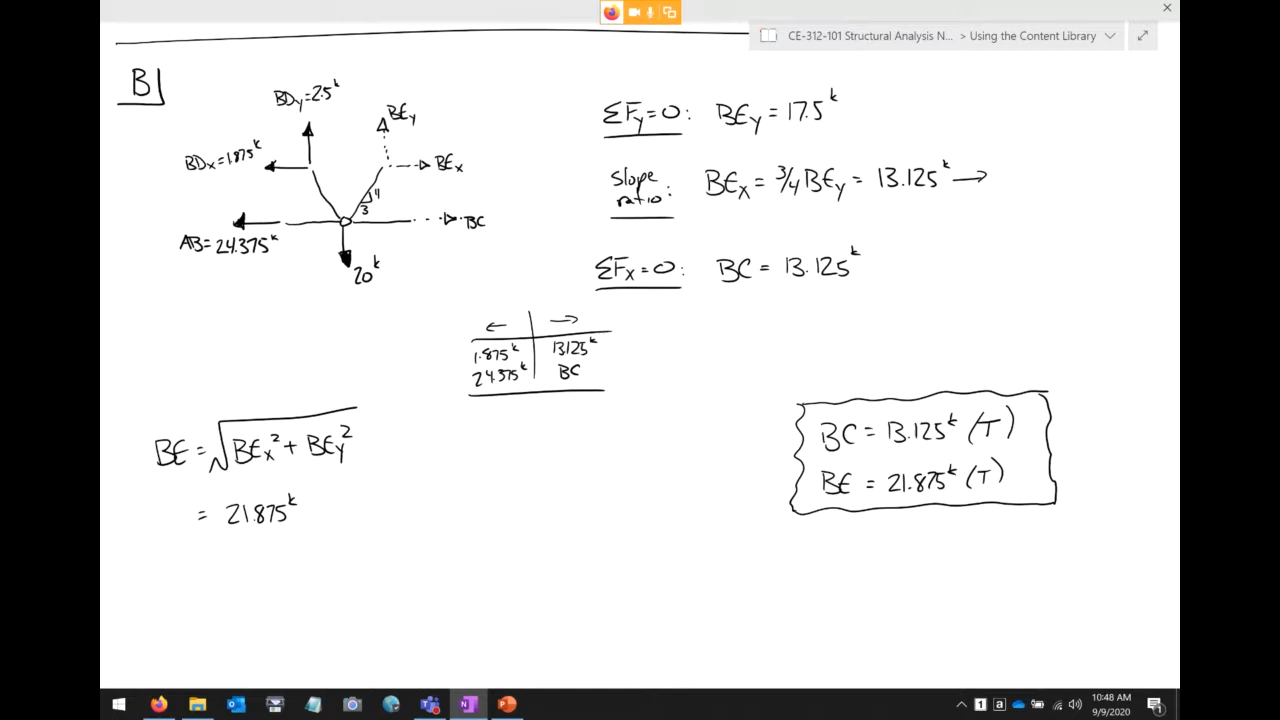 CE-312-101 Structural Analysis N... > Using the Content Library
B
BDy=2.5ᵏ
BEy
BDx=1.875ᵏ
BEx
4
3
BC
AB=24.375ᵏ
20ᵏ
ΣFy=0: BEy = 17.5ᵏ
slope ratio: BEx = 3/4 BEy = 13.125ᵏ →
ΣFx=0: BC = 13.125ᵏ
← | →
1.875ᵏ | 13.125ᵏ
24.375ᵏ | BC
BE = √BEx² + BEy²
= 21.875ᵏ
BC = 13.125ᵏ (T)
BE = 21.875ᵏ (T)
10:48 AM
9/9/2020